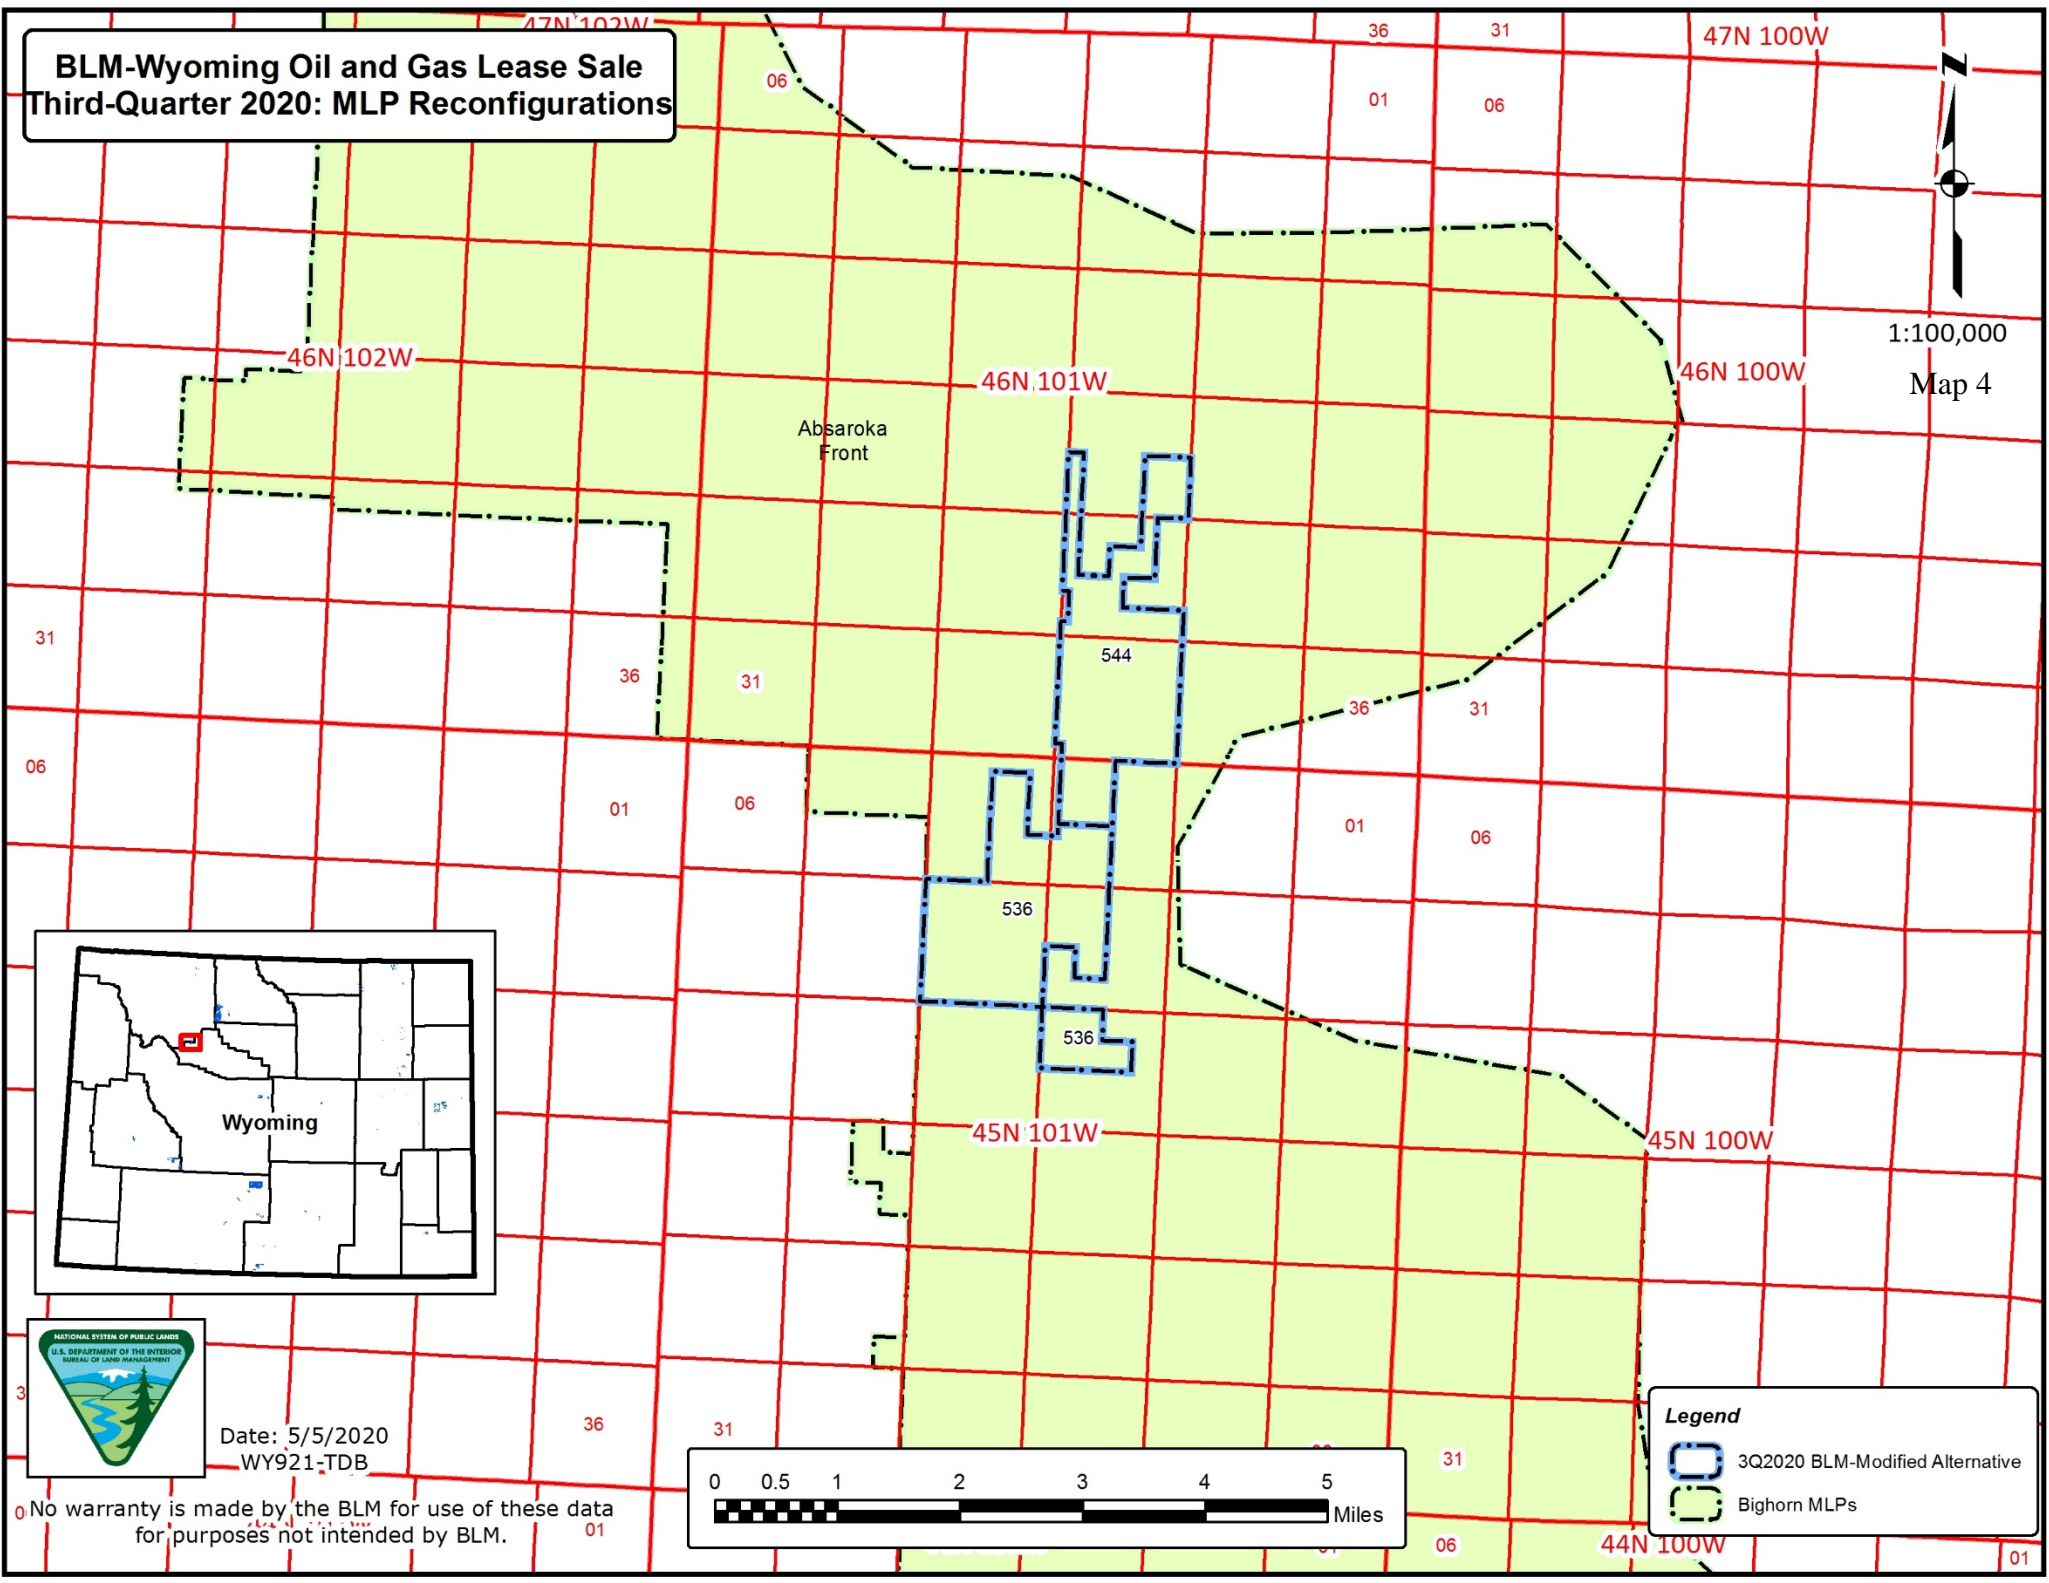 47N 102W
36
31
47N 100W
BLM-Wyoming Oil and Gas Lease Sale
Third-Quarter 2020: MLP Reconfigurations
06
01
06
N
1:100,000
Map 4
46N 102W
46N 101W
46N 100W
Absaroka
Front
31
36
31
544
36
31
06
01
06
01
06
536
536
Wyoming
45N 101W
45N 100W
NATIONAL SYSTEM OF PUBLIC LANDS
U.S. DEPARTMENT OF THE INTERIOR
BUREAU OF LAND MANAGEMENT
36
31
31
Date: 5/5/2020
WY921-TDB
No warranty is made by the BLM for use of these data
for purposes not intended by BLM.
01
0 0.5 1 2 3 4 5
Miles
Legend
3Q2020 BLM-Modified Alternative
Bighorn MLPs
06
44N 100W
01